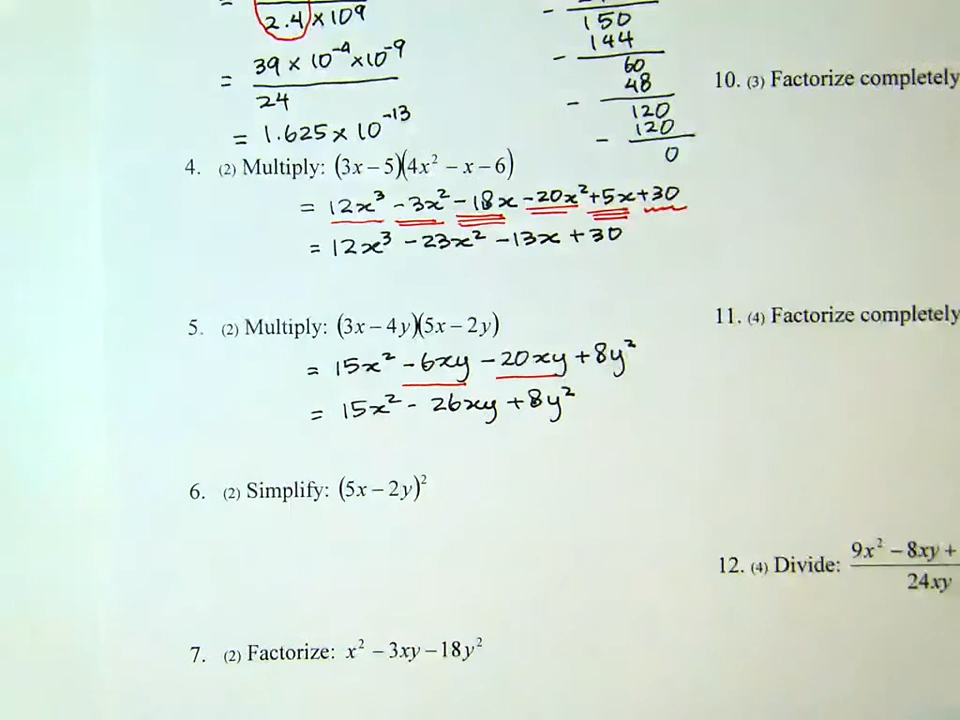 =
2.4 × 10⁹
= 39 × 10⁻⁴ × 10⁻⁹
24
= 1.625 × 10⁻¹³
- 
150
- 144
60
- 48
120
- 120
0
4. (2) Multiply: (3x – 5)(4x² – x – 6)
= 12x³ – 3x² – 18x – 20x² + 5x + 30
= 12x³ – 23x² – 13x + 30
5. (2) Multiply: (3x – 4y)(5x – 2y)
= 15x² – 6xy – 20xy + 8y²
= 15x² – 26xy + 8y²
6. (2) Simplify: (5x – 2y)²
7. (2) Factorize: x² – 3xy – 18y²
10. (3) Factorize completely
11. (4) Factorize completely
12. (4) Divide: 9x² – 8xy +
24xy